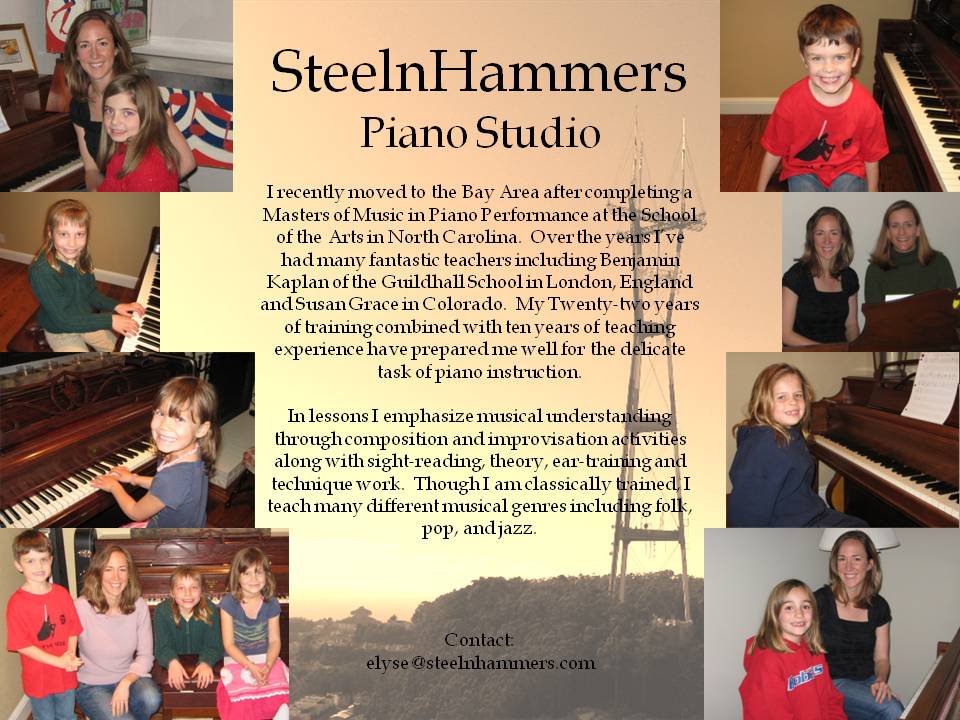 SteelnHammers
Piano Studio
I recently moved to the Bay Area after completing a
Masters of Music in Piano Performance at the School
of the Arts in North Carolina. Over the years I've
had many fantastic teachers including Benjamin
Kaplan of the Guildhall School in London, England
and Susan Grace in Colorado. My Twenty-two years
of training combined with ten years of teaching
experience have prepared me well for the delicate
task of piano instruction.
In lessons I emphasize musical understanding
through composition and improvisation activities
along with sight-reading, theory, ear-training and
technique work. Though I am classically trained, I
teach many different musical genres including folk,
pop, and jazz.
Contact:
elyse@steelnhammers.com